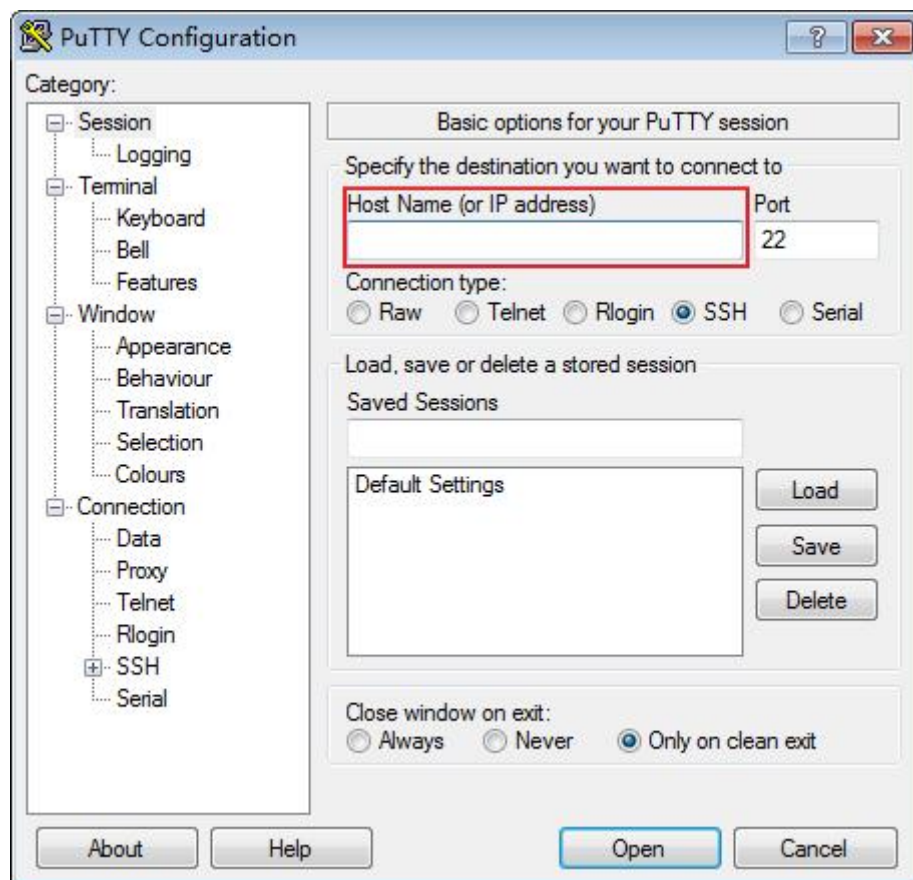 PuTTY Configuration
Category:
Session
Logging
Terminal
Keyboard
Bell
Features
Window
Appearance
Behaviour
Translation
Selection
Colours
Connection
Data
Proxy
Telnet
Rlogin
SSH
Serial
Basic options for your PuTTY session
Specify the destination you want to connect to
Host Name (or IP address) Port
22
Connection type:
Raw Telnet Rlogin SSH Serial
Load, save or delete a stored session
Saved Sessions
Default Settings
Load
Save
Delete
Close window on exit:
Always Never Only on clean exit
About Help Open Cancel